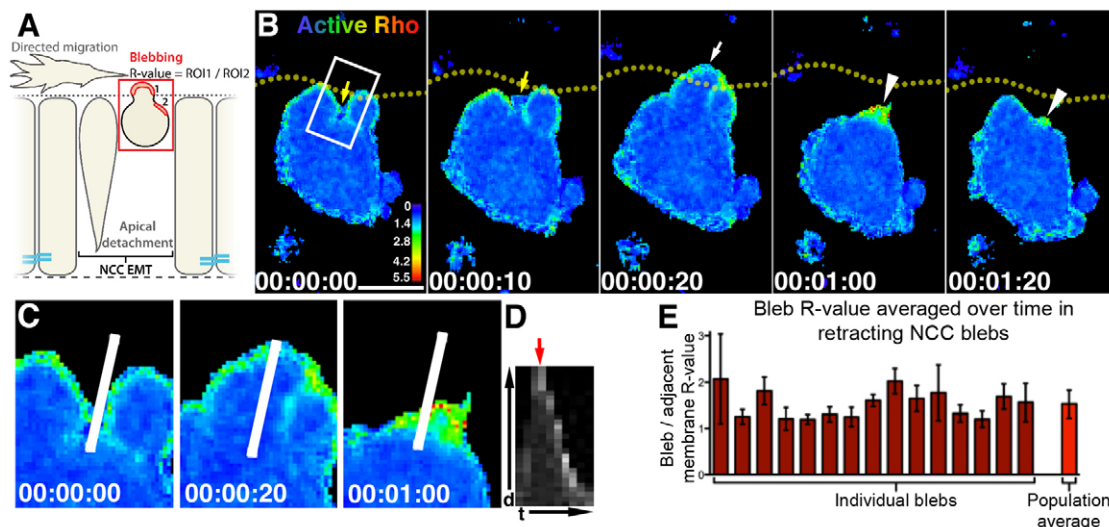 A
Directed migration
Blebbing
R-value = ROI1 / ROI2
1
2
Apical
detachment
NCC EMT
B
Active Rho
0
1.4
2.8
4.2
5.5
00:00:00
00:00:10
00:00:20
00:01:00
00:01:20
C
00:00:00
00:00:20
00:01:00
D
d
t
E
Bleb R-value averaged over time in
retracting NCC blebs
Bleb / adjacent
membrane R-value
3
2
1
0
Individual blebs
Population
average